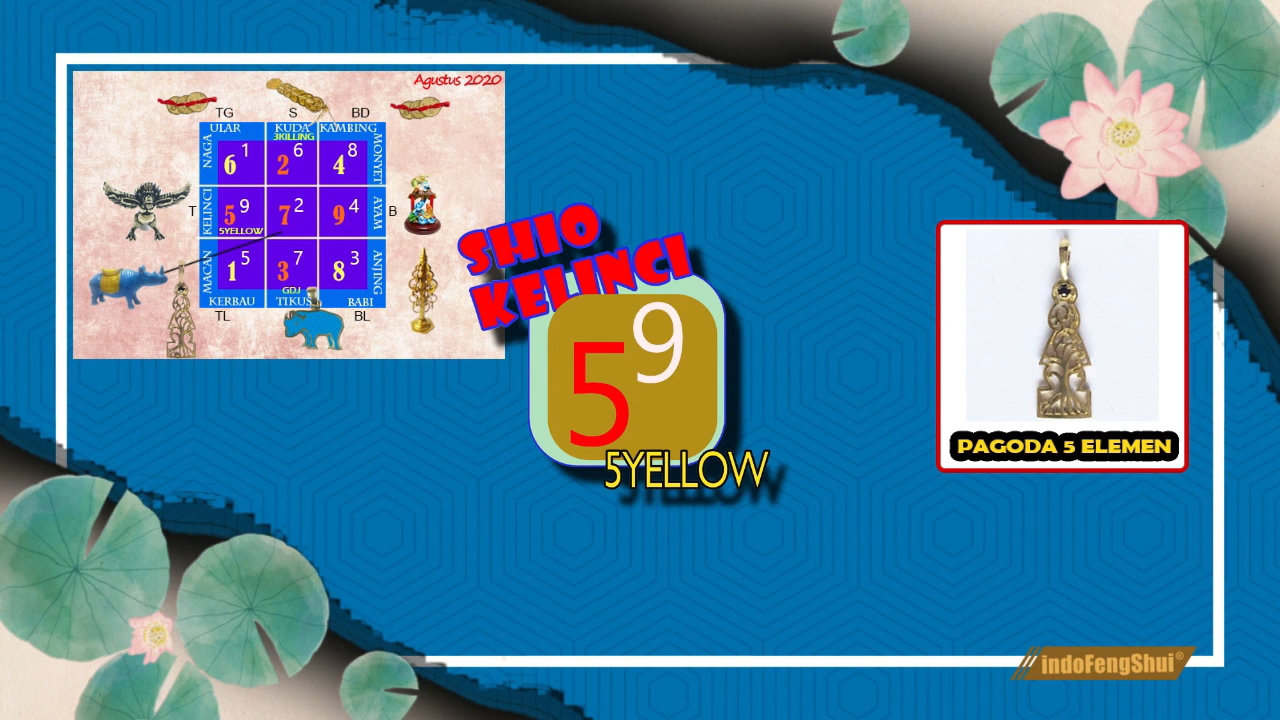 Agustus 2020
TG S BD
ULAR KUDA KAMBING
3KILLING
NAGA 6 1 2 6 4 8 MONYET
T KELINCI 5 9 7 2 9 4 AYAM B
5YELLOW
MACAN 1 5 3 7 8 3 ANJING
GDJ
KERBAU TIKUS BABI
TL BL
SHIO
KELINCI
5 9
5YELLOW
PAGODA 5 ELEMEN
indoFengShui®